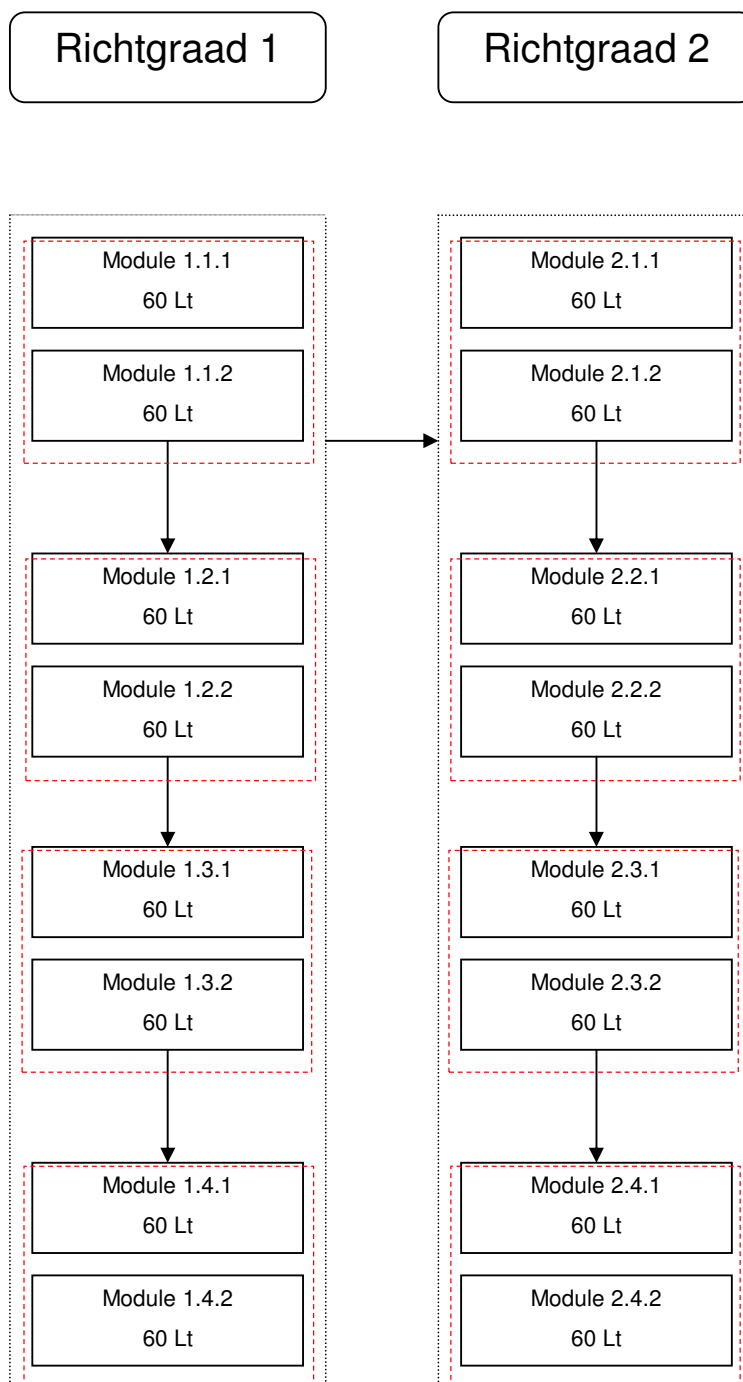 Richtgraad 1
Richtgraad 2
Module 1.1.1
60 Lt
Module 1.1.2
60 Lt
Module 1.2.1
60 Lt
Module 1.2.2
60 Lt
Module 1.3.1
60 Lt
Module 1.3.2
60 Lt
Module 1.4.1
60 Lt
Module 1.4.2
60 Lt
Module 2.1.1
60 Lt
Module 2.1.2
60 Lt
Module 2.2.1
60 Lt
Module 2.2.2
60 Lt
Module 2.3.1
60 Lt
Module 2.3.2
60 Lt
Module 2.4.1
60 Lt
Module 2.4.2
60 Lt